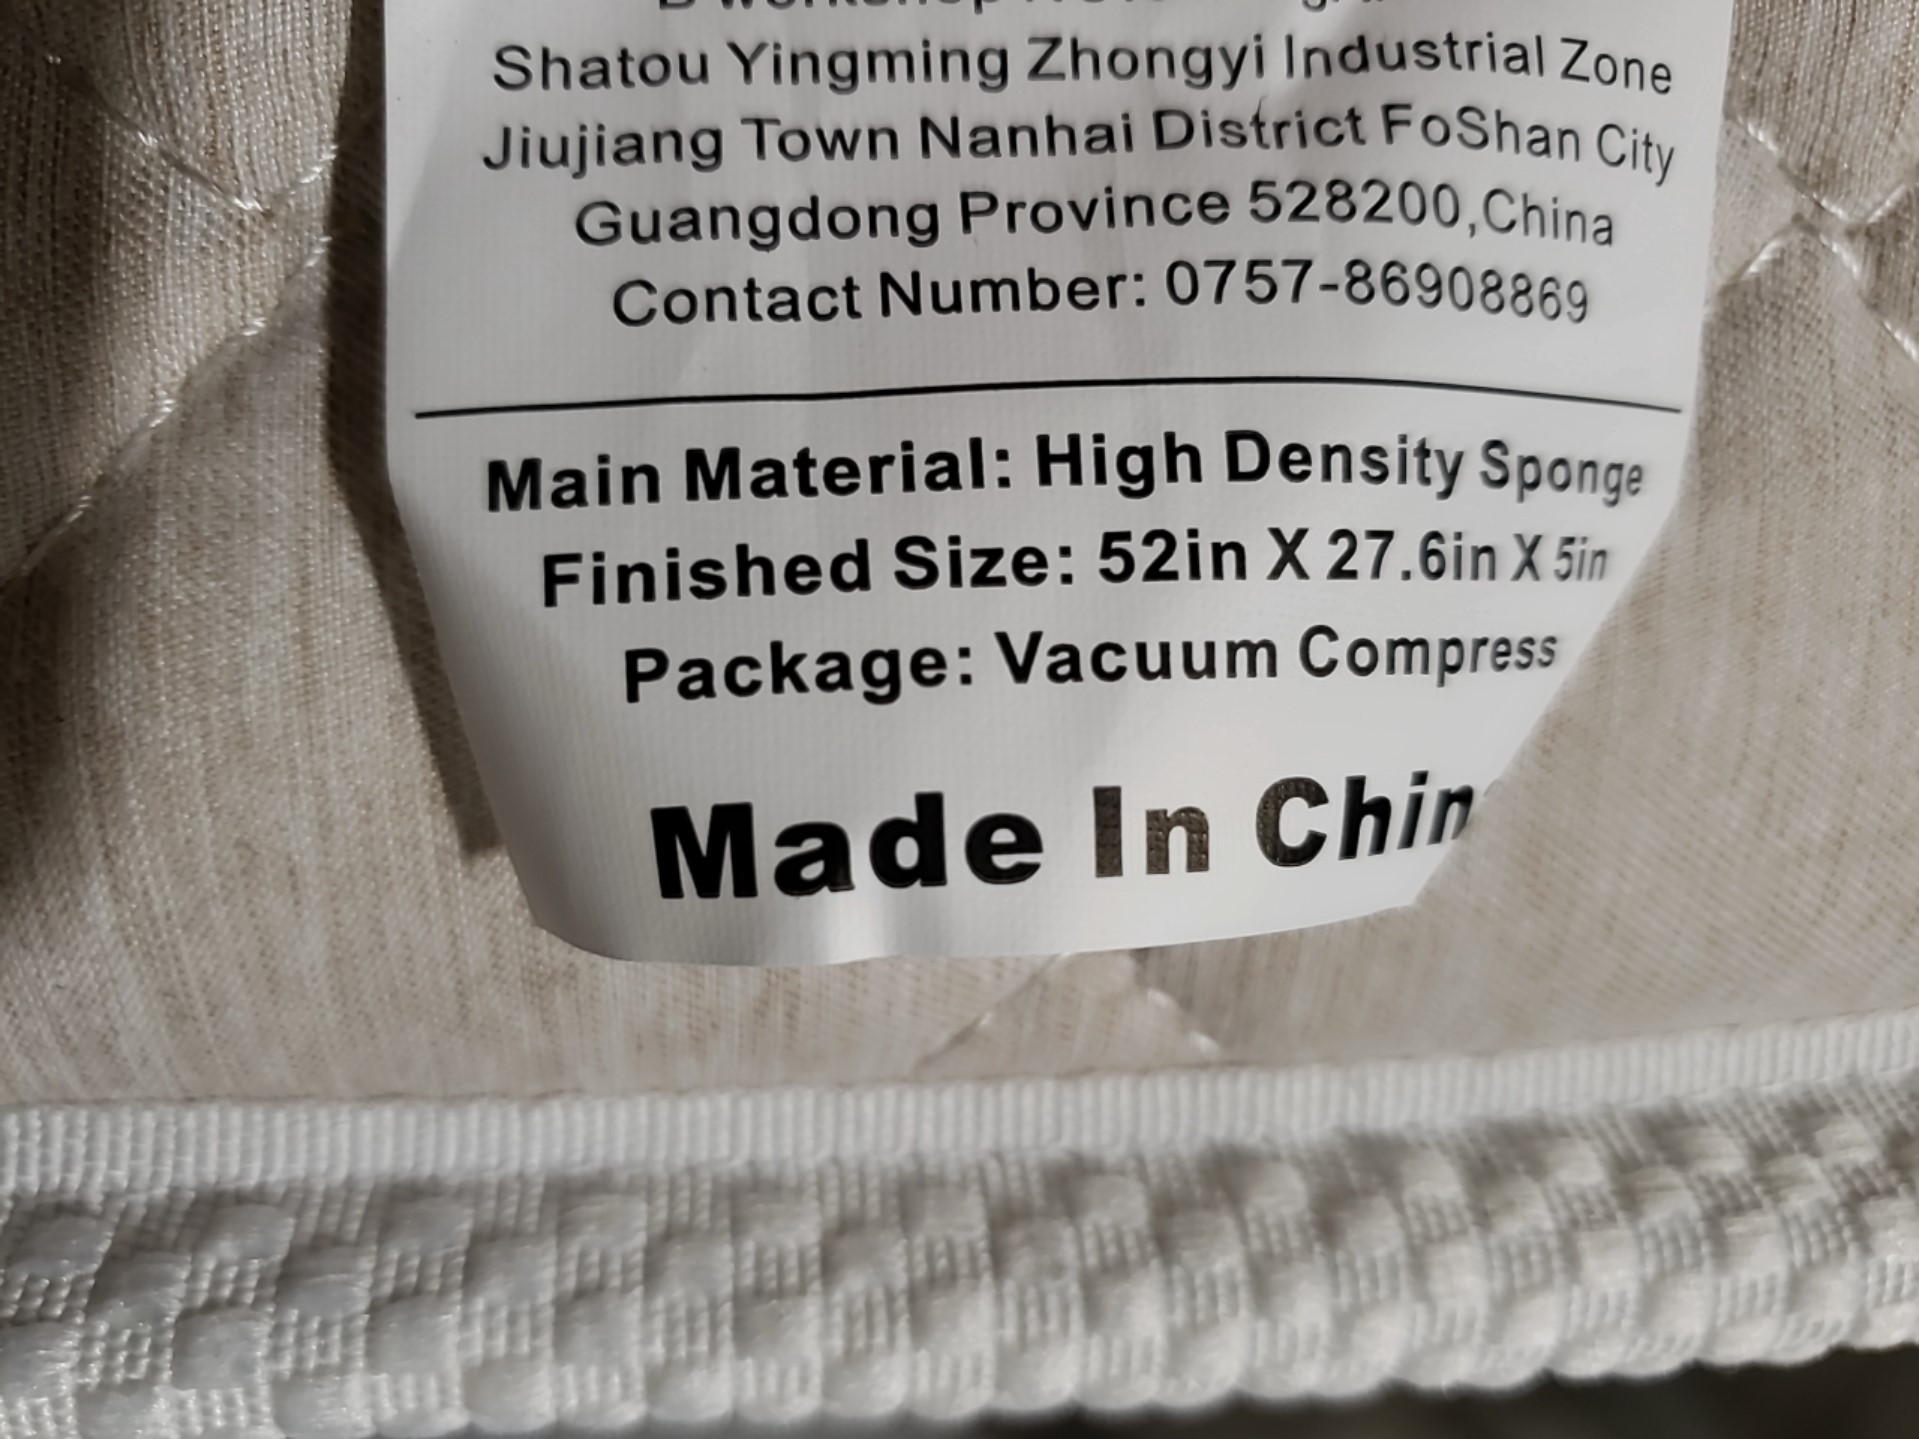 Shatou Yingming Zhongyi Industrial Zone
Jiujiang Town Nanhai District FoShan City
Guangdong Province 528200,China
Contact Number: 0757-86908869
Main Material: High Density Sponge
Finished Size: 52in X 27.6in X 5in
Package: Vacuum Compress
Made In Chin